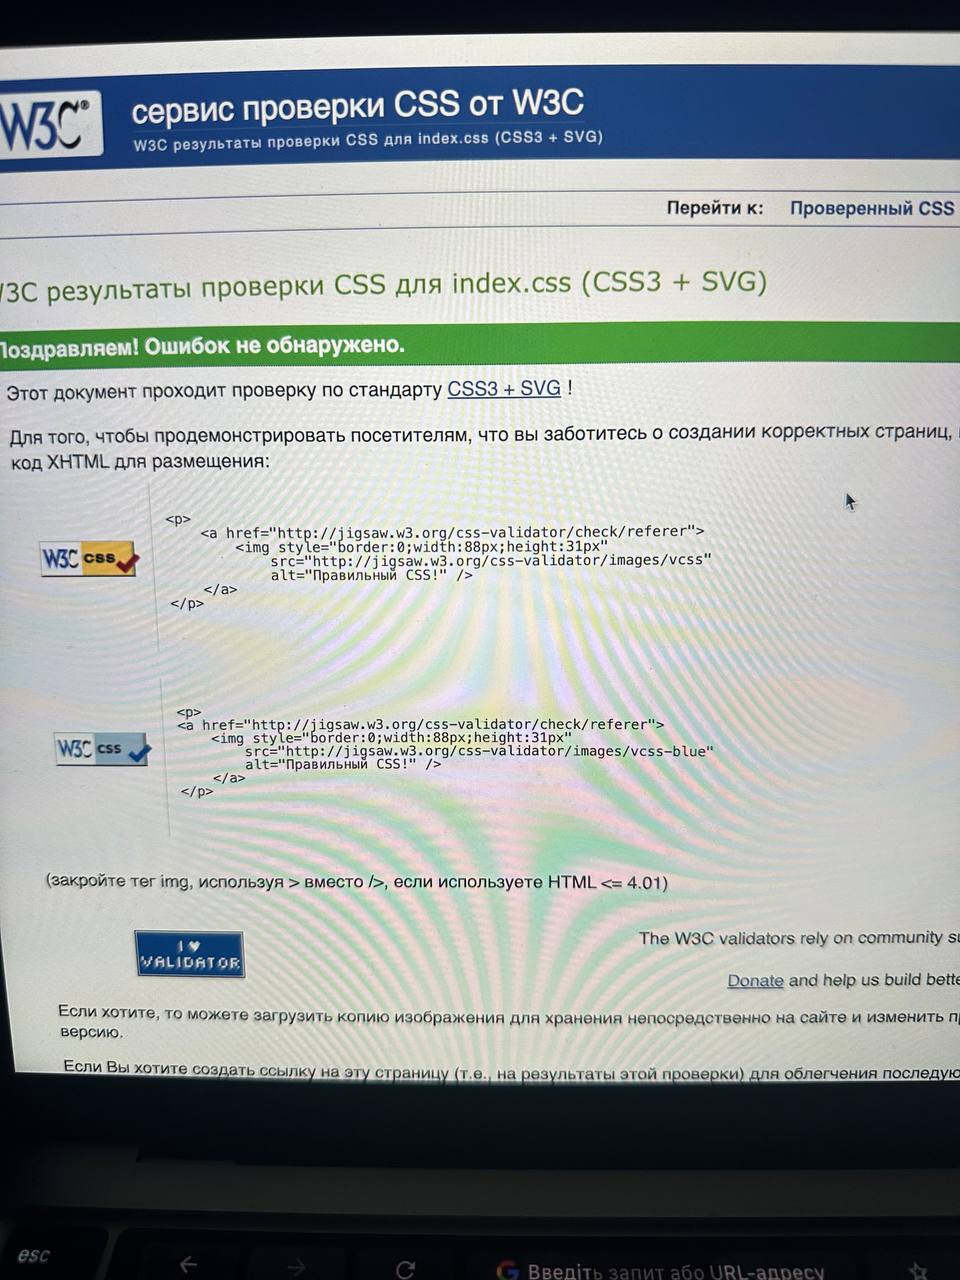 W3C®
сервис проверки CSS от W3C
W3C результаты проверки CSS для index.css (CSS3 + SVG)
Перейти к: Проверенный CSS
W3C результаты проверки CSS для index.css (CSS3 + SVG)
Поздравляем! Ошибок не обнаружено.
Этот документ проходит проверку по стандарту CSS3 + SVG !
Для того, чтобы продемонстрировать посетителям, что вы заботитесь о создании корректных страниц,
код XHTML для размещения:
<p>
<a href="http://jigsaw.w3.org/css-validator/check/referer">
<img style="border:0;width:88px;height:31px"
src="http://jigsaw.w3.org/css-validator/images/vcss"
alt="Правильный CSS!" />
</a>
</p>
W3C css
<p>
<a href="http://jigsaw.w3.org/css-validator/check/referer">
<img style="border:0;width:88px;height:31px"
src="http://jigsaw.w3.org/css-validator/images/vcss-blue"
alt="Правильный CSS!" />
</a>
</p>
W3C css
(закройте тег img, используя > вместо />, если используете HTML <= 4.01)
I ♥
VALIDATOR
The W3C validators rely on community
Donate and help us build
Если хотите, то можете загрузить копию изображения для хранения непосредственно на сайте и изменить
версию.
Если Вы хотите создать ссылку на эту страницу (т.е., на результаты этой проверки) для облегчения
esc
Введіть запит або URL-адресу